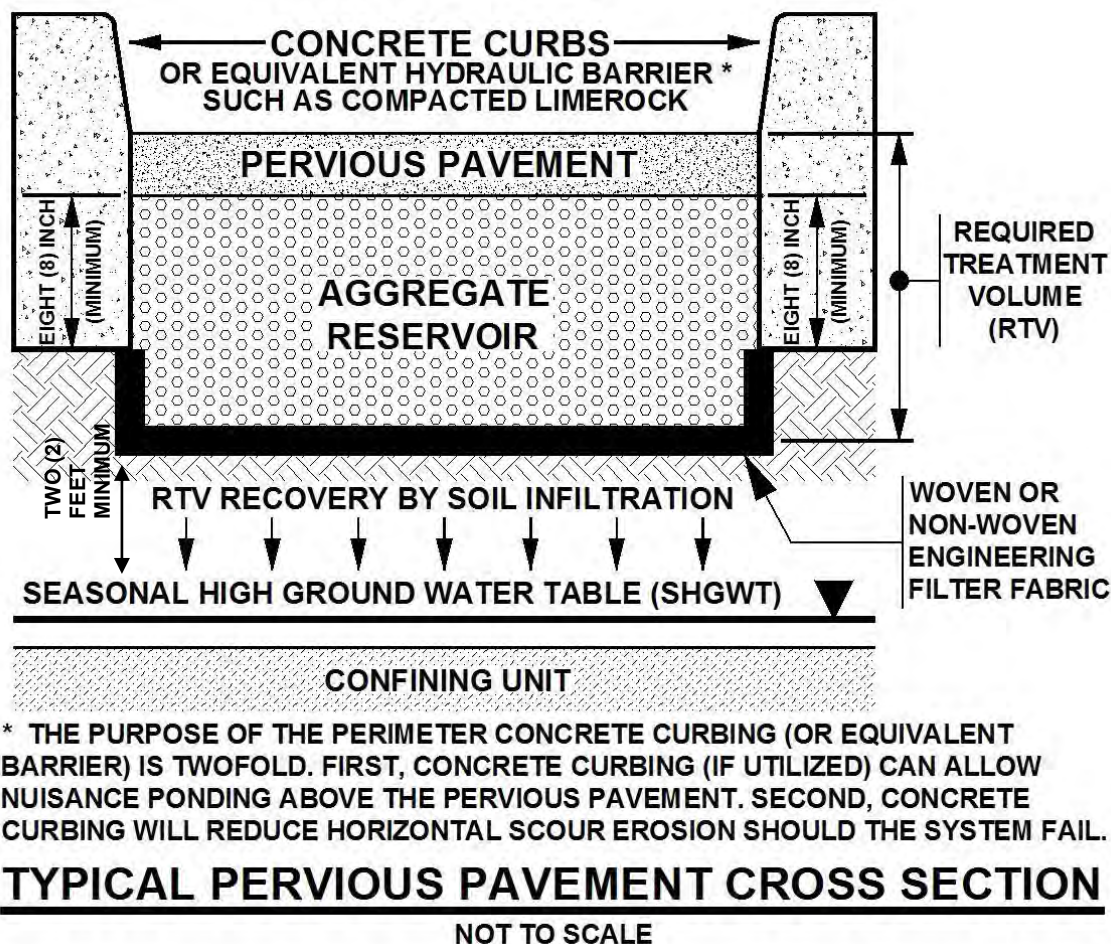 CONCRETE CURBS
OR EQUIVALENT HYDRAULIC BARRIER *
SUCH AS COMPACTED LIMEROCK
PERVIOUS PAVEMENT
EIGHT (8) INCH
(MINIMUM)
AGGREGATE
RESERVOIR
EIGHT (8) INCH
(MINIMUM)
REQUIRED
TREATMENT
VOLUME
(RTV)
TWO (2)
FEET
MINIMUM
RTV RECOVERY BY SOIL INFILTRATION
WOVEN OR
NON-WOVEN
ENGINEERING
FILTER FABRIC
SEASONAL HIGH GROUND WATER TABLE (SHGWT)
CONFINING UNIT
* THE PURPOSE OF THE PERIMETER CONCRETE CURBING (OR EQUIVALENT
BARRIER) IS TWOFOLD. FIRST, CONCRETE CURBING (IF UTILIZED) CAN ALLOW
NUISANCE PONDING ABOVE THE PERVIOUS PAVEMENT. SECOND, CONCRETE
CURBING WILL REDUCE HORIZONTAL SCOUR EROSION SHOULD THE SYSTEM FAIL.
TYPICAL PERVIOUS PAVEMENT CROSS SECTION
NOT TO SCALE